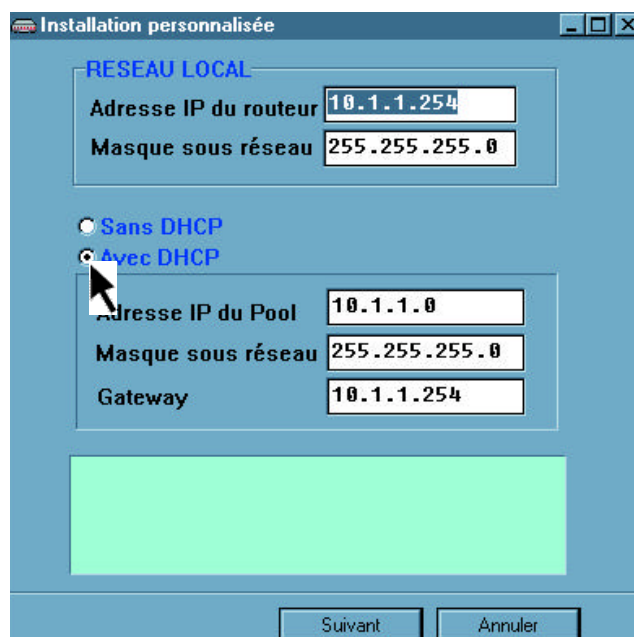 Installation personnalisée
RESEAU LOCAL
Adresse IP du routeur 10.1.1.254
Masque sous réseau 255.255.255.0
Sans DHCP
Avec DHCP
Adresse IP du Pool 10.1.1.0
Masque sous réseau 255.255.255.0
Gateway 10.1.1.254
Suivant Annuler